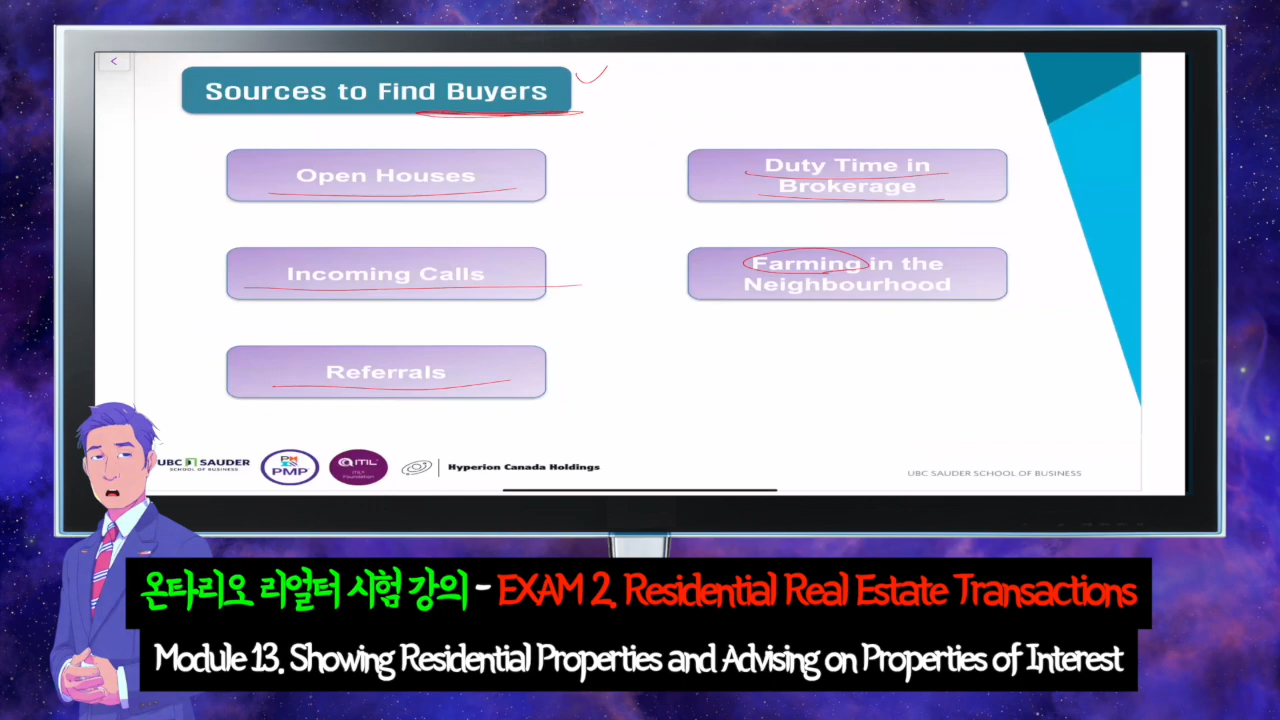 Sources to Find Buyers
Open Houses
Duty Time in
Brokerage
Incoming Calls
Farming in the
Neighbourhood
Referrals
UBC SAUDER
SCHOOL OF BUSINESS
PMP
ITIL
ITIL®
Foundation
Hyperion Canada Holdings
UBC SAUDER SCHOOL OF BUSINESS
온타리오 리얼터 시험 강의 - EXAM 2. Residential Real Estate Transactions
Module 13. Showing Residential Properties and Advising on Properties of Interest